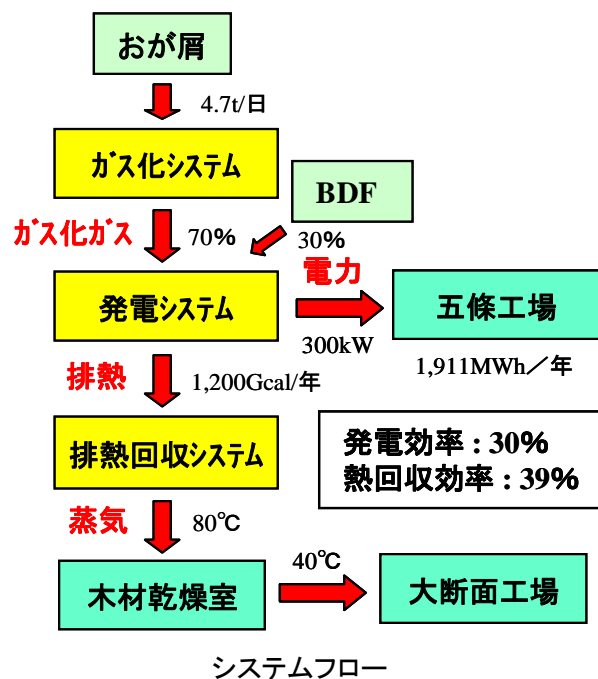 おが屑
4.7t/日
ガス化システム
BDF
ガス化ガス
70%
30%
電力
発電システム
五條工場
300kW
1,911MWh／年
排熱
1,200Gcal/年
排熱回収システム
発電効率：30%
熱回収効率：39%
蒸気
80℃
木材乾燥室
40℃
大断面工場
システムフロー